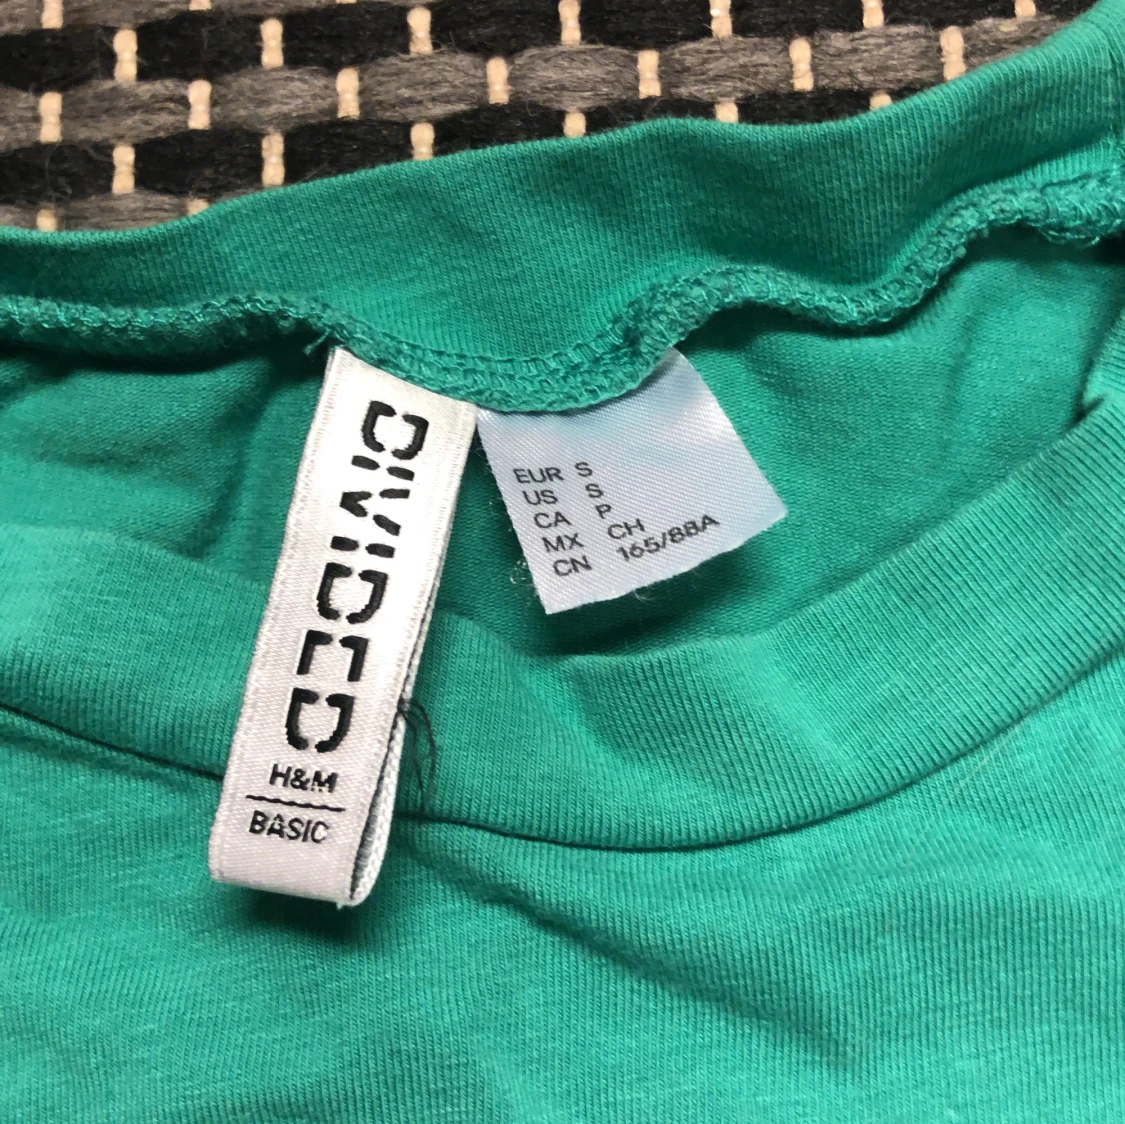 DIVIDED
H&M
BASIC
EUR S
US S
CA P
MX CH
CN 165/88A